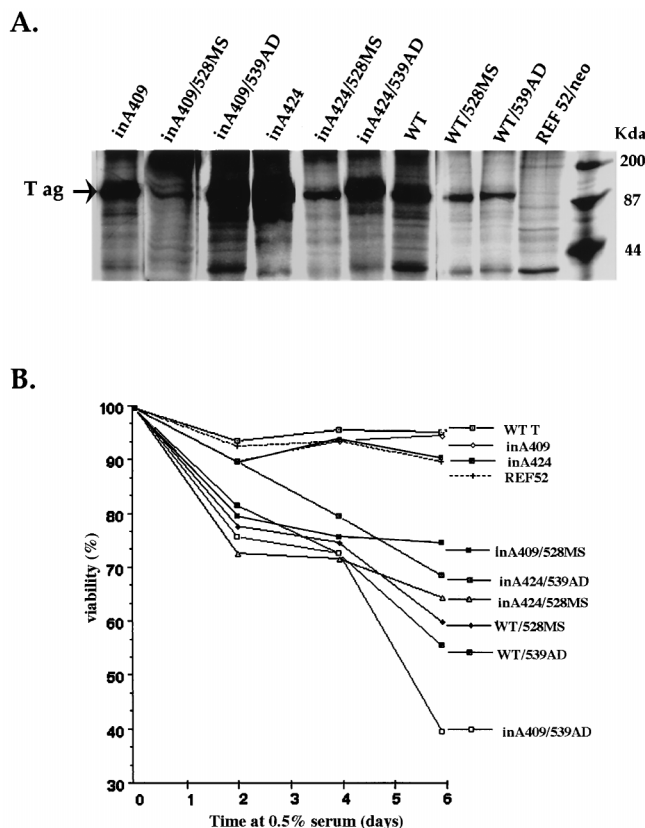 A.
inA409
inA409/528MS
inA409/539AD
inA424
inA424/528MS
inA424/539AD
WT
WT/528MS
WT/539AD
REF 52/neo
Kda
T ag
200
87
44
B.
100
90
80
70
60
50
40
30
viability (%)
0 1 2 3 4 5 6
Time at 0.5% serum (days)
WT T
inA409
inA424
REF52
inA409/528MS
inA424/539AD
inA424/528MS
WT/528MS
WT/539AD
inA409/539AD